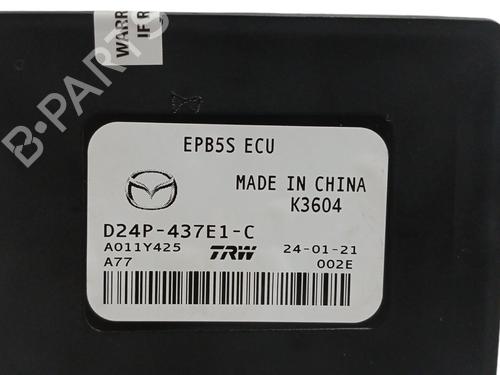 WARR
IF R
B-PARTS
EPB5S ECU
MADE IN CHINA
K3604
D24P-437E1-C
A011Y425
TRW
24-01-21
A77
002E